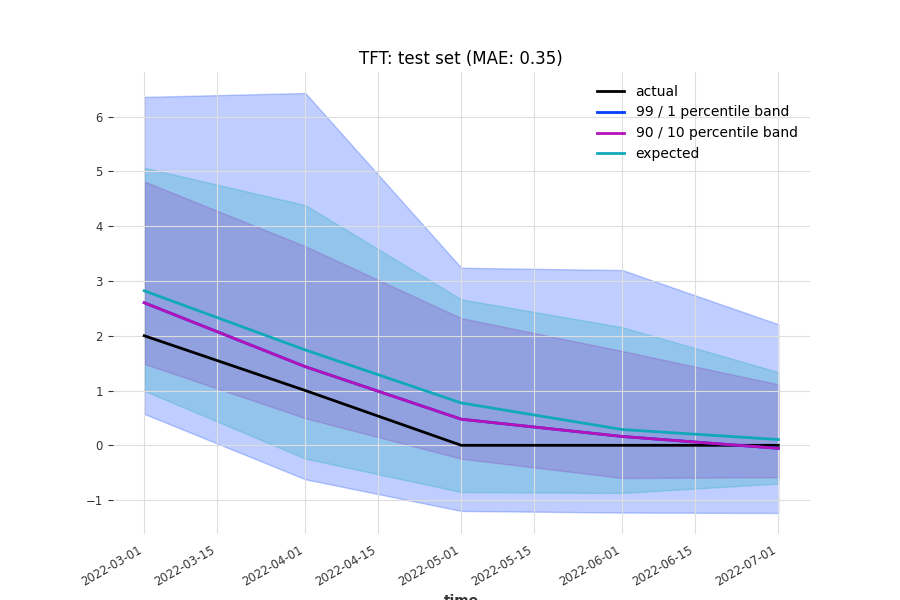 TFT: test set (MAE: 0.35)
actual
99 / 1 percentile band
90 / 10 percentile band
expected
6
5
4
3
2
1
0
−1
2022-03-01
2022-03-15
2022-04-01
2022-04-15
2022-05-01
2022-05-15
2022-06-01
2022-06-15
2022-07-01
time